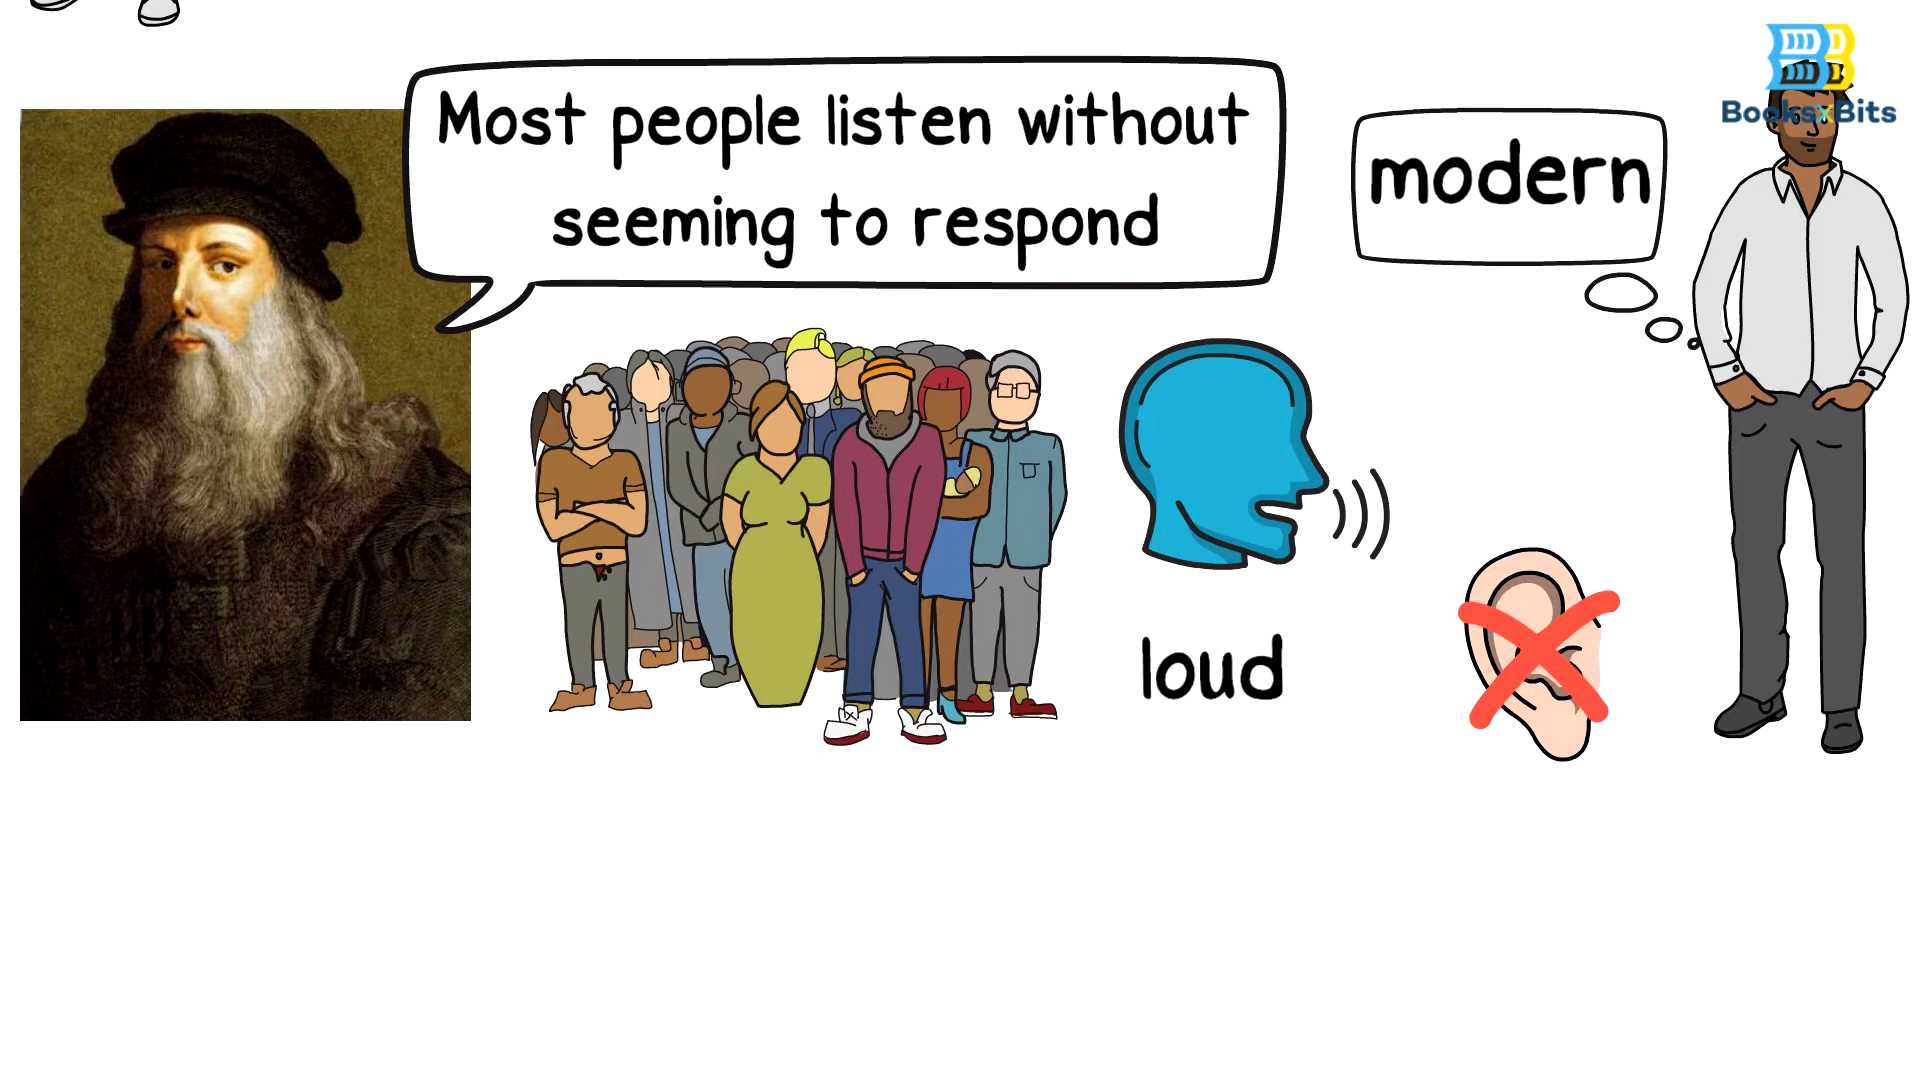 Most people listen without
seeming to respond
modern
BooksxBits
loud